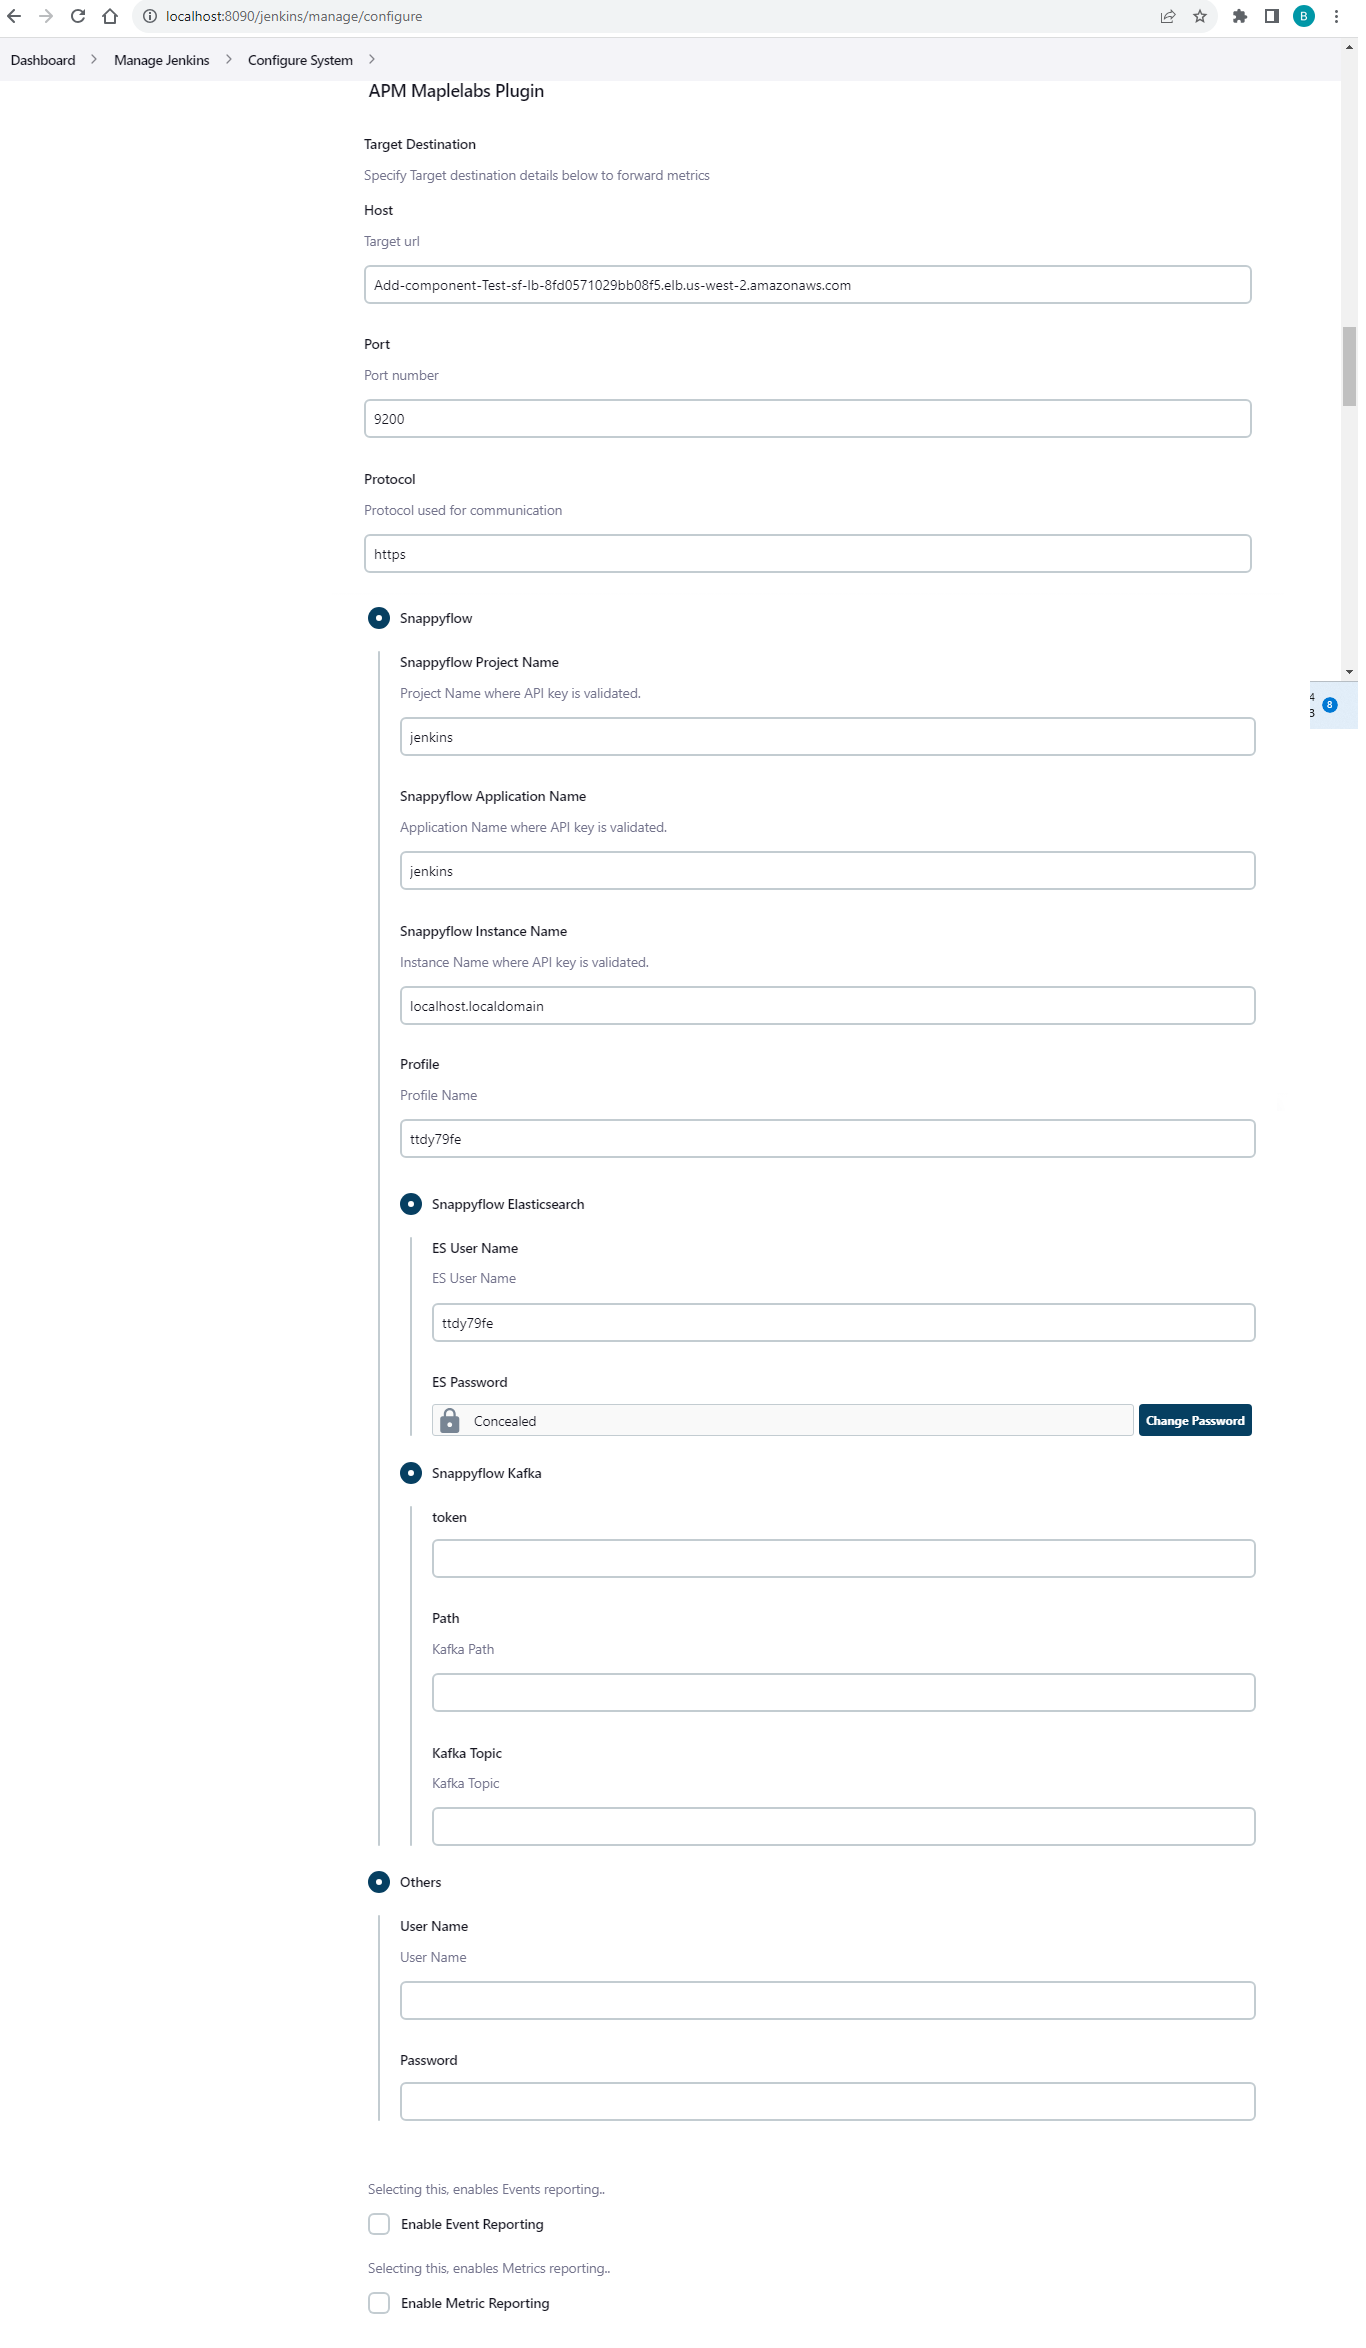 localhost:8090/jenkins/manage/configure
B
Dashboard > Manage Jenkins > Configure System >
APM Maplelabs Plugin
Target Destination
Specify Target destination details below to forward metrics
Host
Target url
Add-component-Test-sf-lb-8fd0571029bb08f5.elb.us-west-2.amazonaws.com
Port
Port number
9200
Protocol
Protocol used for communication
https
Snappyflow
Snappyflow Project Name
Project Name where API key is validated.
4
3
8
jenkins
Snappyflow Application Name
Application Name where API key is validated.
jenkins
Snappyflow Instance Name
Instance Name where API key is validated.
localhost.localdomain
Profile
Profile Name
ttdy79fe
Snappyflow Elasticsearch
ES User Name
ES User Name
ttdy79fe
ES Password
Concealed Change Password
Snappyflow Kafka
token
Path
Kafka Path
Kafka Topic
Kafka Topic
Others
User Name
User Name
Password
Selecting this, enables Events reporting..
Enable Event Reporting
Selecting this, enables Metrics reporting..
Enable Metric Reporting